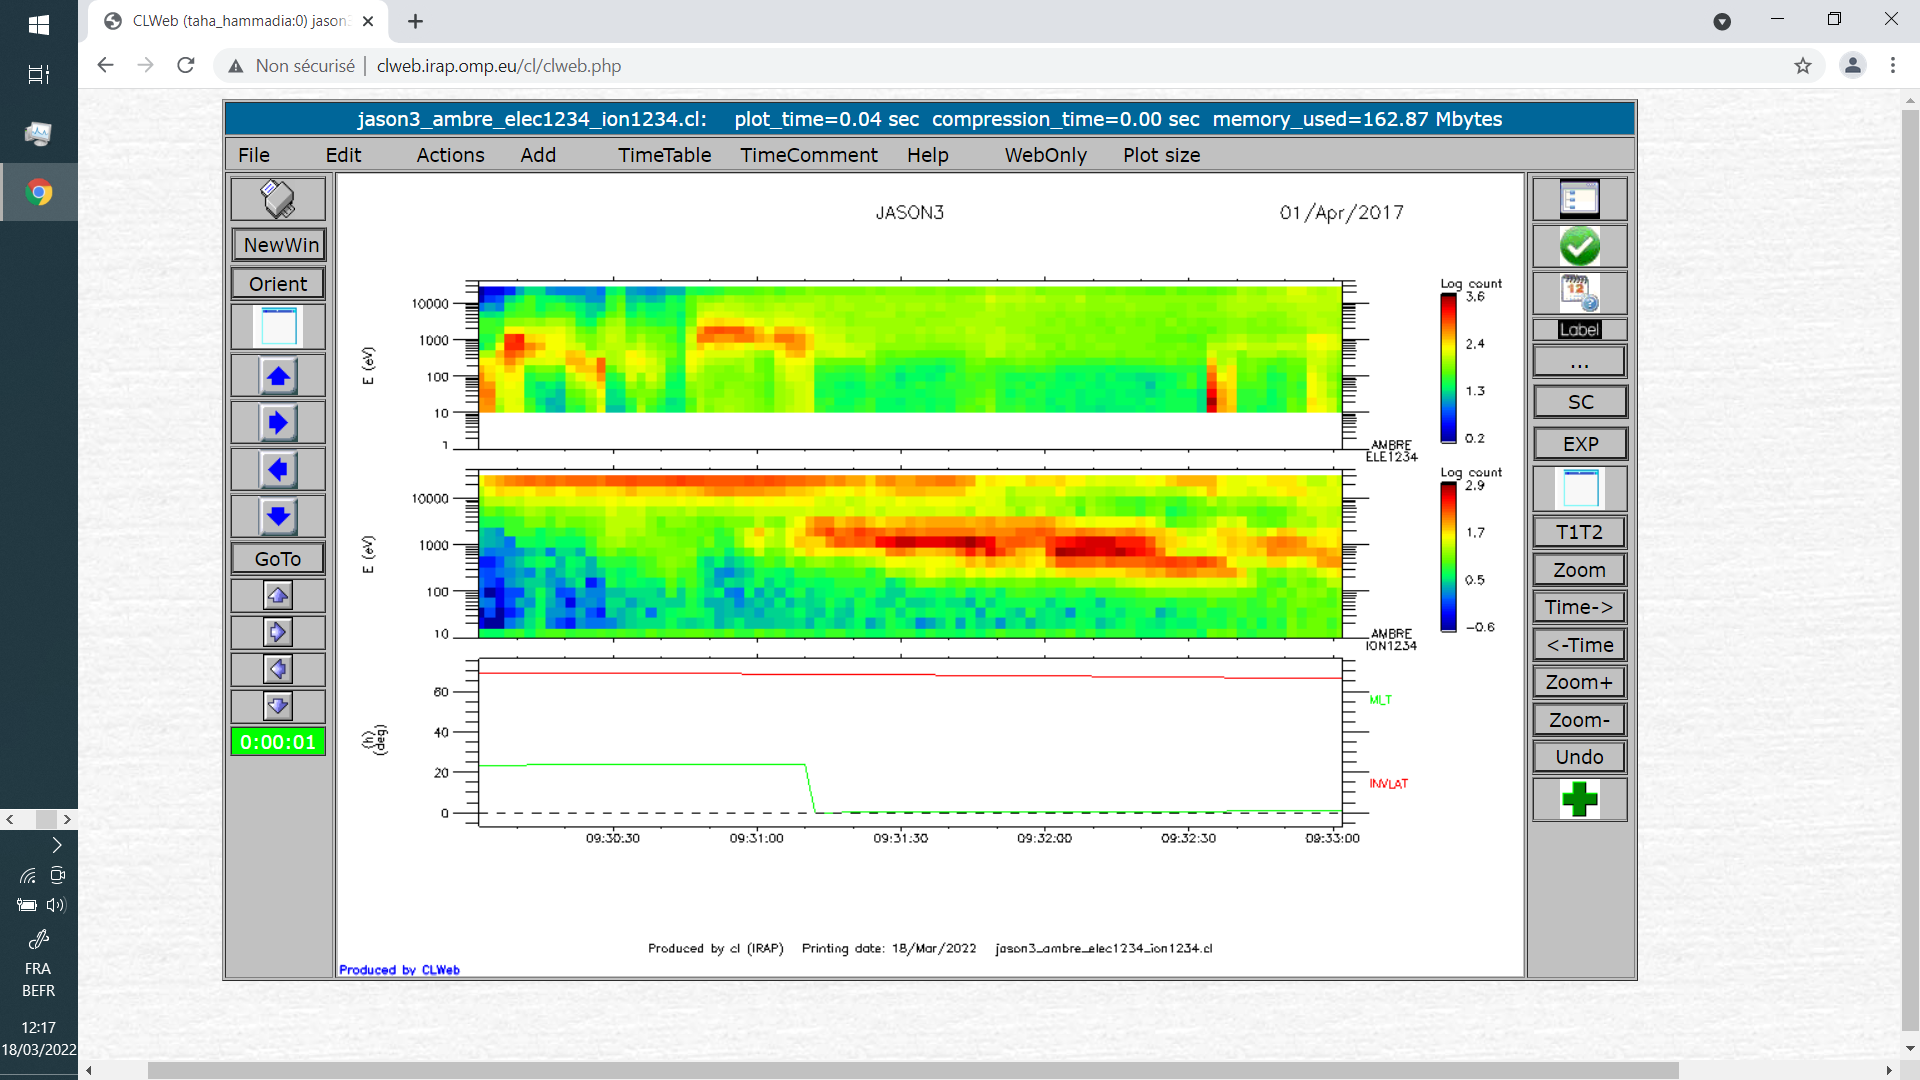 CLWeb (taha_hammadia:0) jason3
Non sécurisé
clweb.irap.omp.eu/cl/clweb.php
jason3_ambre_elec1234_ion1234.cl: plot_time=0.04 sec compression_time=0.00 sec memory_used=162.87 Mbytes
File Edit Actions Add TimeTable TimeComment Help WebOnly Plot size
NewWin
Orient
GoTo
0:00:01
JASON3
01/Apr/2017
10000
1000
100
10
1
E (eV)
AMBRE
ELE1234
Log count
3.6
2.4
1.3
0.2
10000
1000
100
10
E (eV)
AMBRE
ION1234
Log count
2.9
1.7
0.5
-0.6
60
40
20
0
(h)
(deg)
MLT
INVLAT
09:30:30 09:31:00 09:31:30 09:32:00 09:32:30 09:33:00
Produced by cl (IRAP) Printing date: 18/Mar/2022 jason3_ambre_elec1234_ion1234.cl
Produced by CLWeb
12
Label
...
SC
EXP
T1T2
Zoom
Time->
<-Time
Zoom+
Zoom-
Undo
FRA
BEFR
12:17
18/03/2022